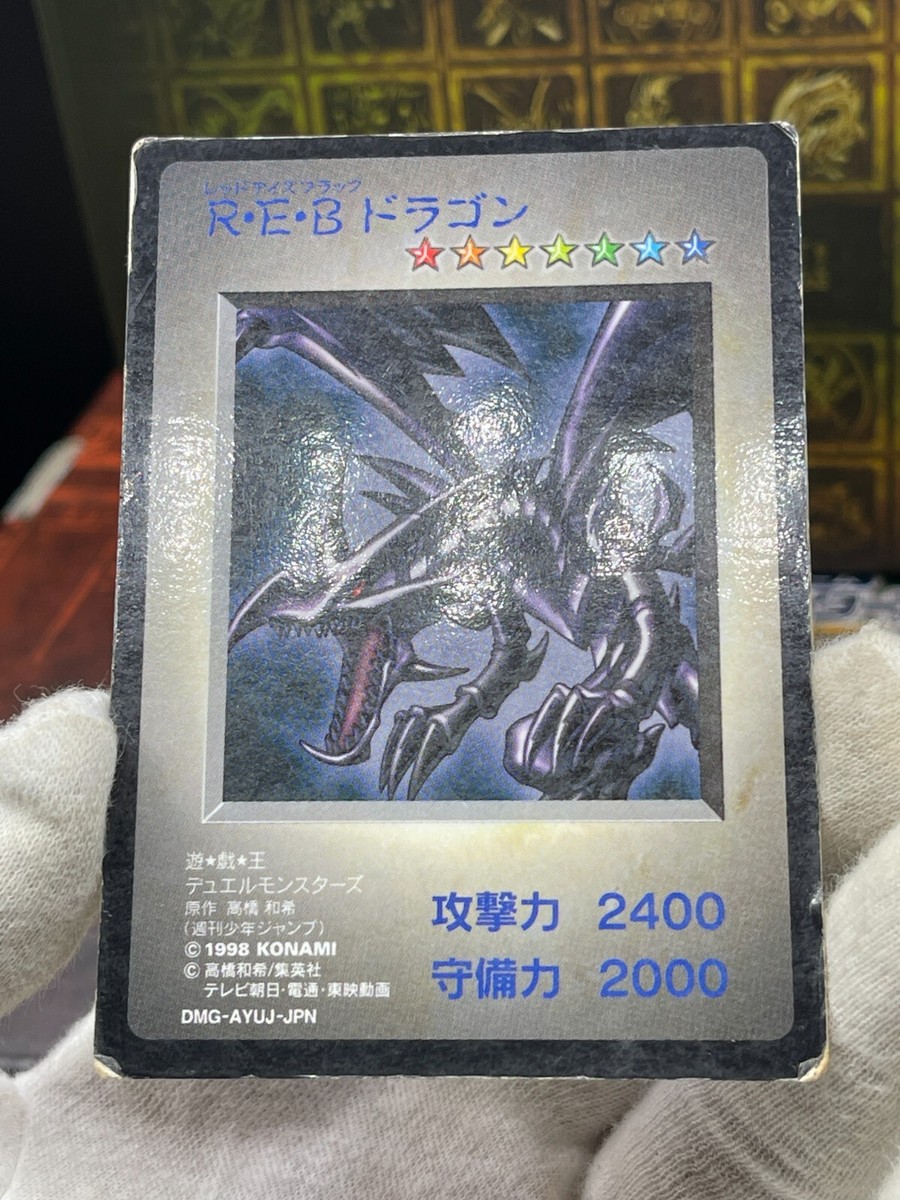 レッドアイズブラック
R・E・B ドラゴン
遊★戯★王
デュエルモンスターズ
原作 高橋 和希
(週刊少年ジャンプ)
©1998 KONAMI
©高橋和希/集英社
テレビ朝日・電通・東映動画
DMG-AYUJ-JPN
攻撃力 2400
守備力 2000